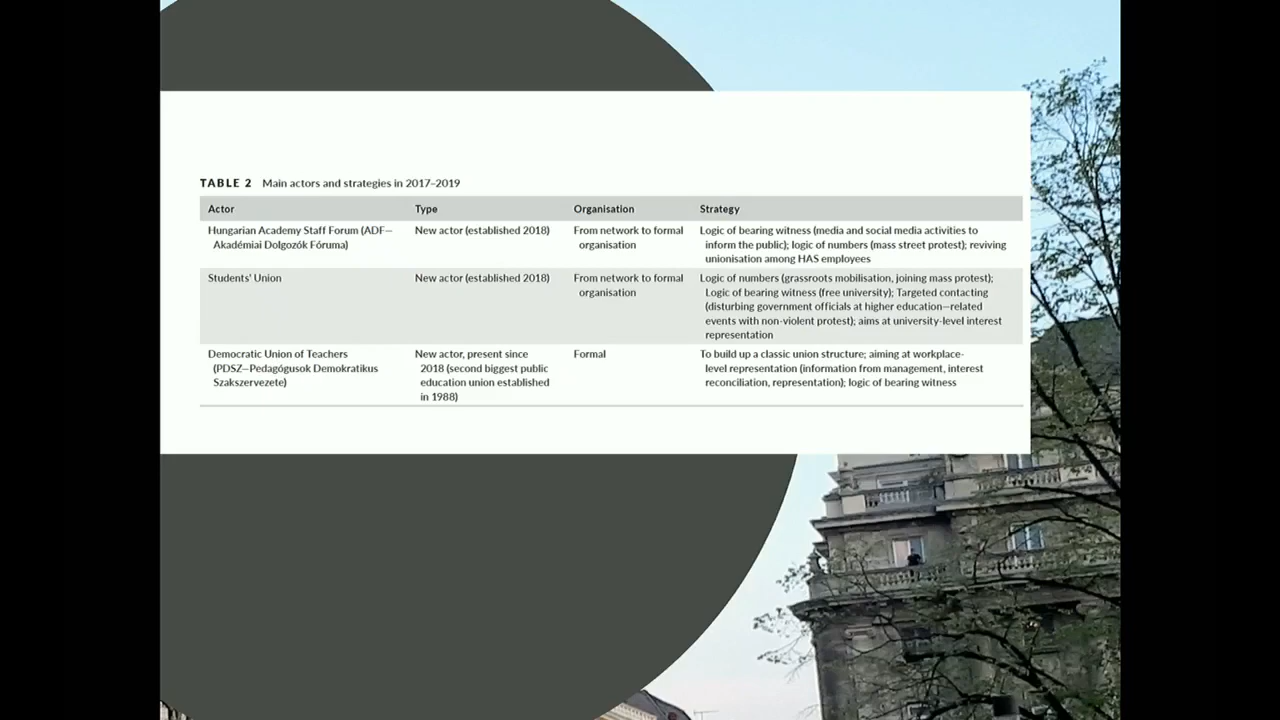 TABLE 2 Main actors and strategies in 2017–2019
Actor Type Organisation Strategy
Hungarian Academy Staff Forum (ADF—
Akadémiai Dolgozók Fóruma)
New actor (established 2018)
From network to formal
organisation
Logic of bearing witness (media and social media activities to
inform the public); logic of numbers (mass street protest); reviving
unionisation among HAS employees
Students' Union
New actor (established 2018)
From network to formal
organisation
Logic of numbers (grassroots mobilisation, joining mass protest);
Logic of bearing witness (free university); Targeted contacting
(disturbing government officials at higher education—related
events with non-violent protest); aims at university-level interest
representation
Democratic Union of Teachers
(PDSZ—Pedagógusok Demokratikus
Szakszervezete)
New actor, present since
2018 (second biggest public
education union established
in 1988)
Formal
To build up a classic union structure; aiming at workplace-
level representation (information from management, interest
reconciliation, representation); logic of bearing witness